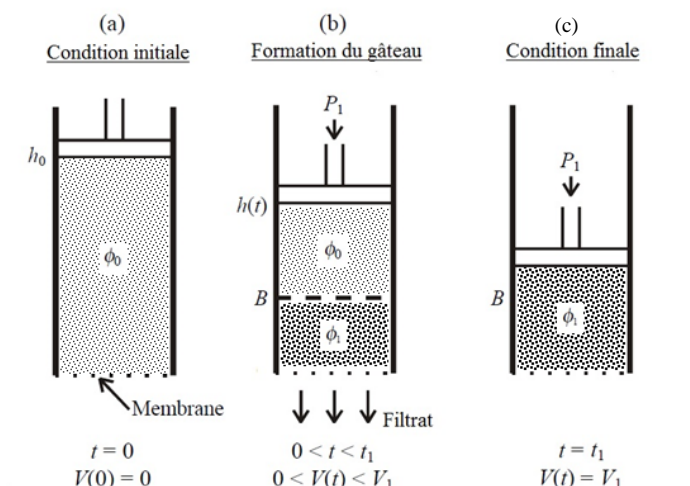 (a)
Condition initiale
h₀
ϕ₀
Membrane
t = 0
V(0) = 0
(b)
Formation du gâteau
P₁
h(t)
ϕ₀
B
ϕ₁
Filtrat
0 < t < t₁
0 < V(t) < V₁
(c)
Condition finale
P₁
B
ϕ₁
t = t₁
V(t) = V₁